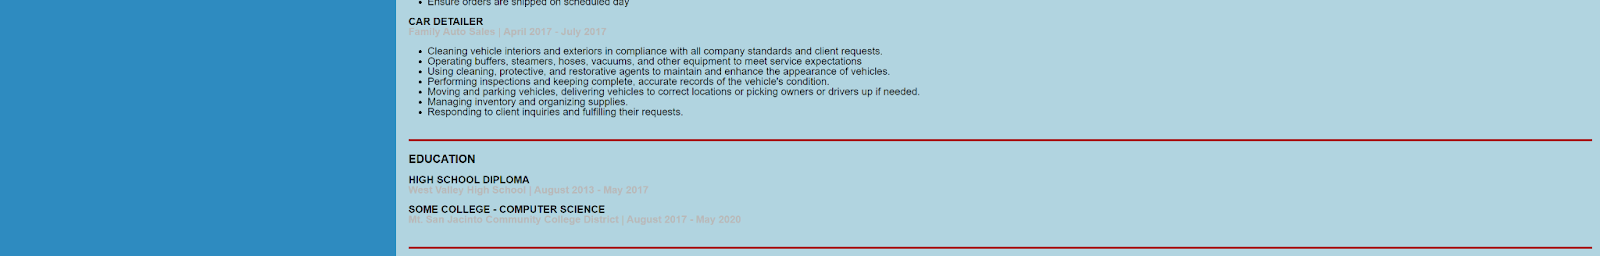 Ensure orders are shipped on scheduled day
CAR DETAILER
Family Auto Sales | April 2017 - July 2017
Cleaning vehicle interiors and exteriors in compliance with all company standards and client requests.
Operating buffers, steamers, hoses, vacuums, and other equipment to meet service expectations
Using cleaning, protective, and restorative agents to maintain and enhance the appearance of vehicles.
Performing inspections and keeping complete, accurate records of the vehicle's condition.
Moving and parking vehicles, delivering vehicles to correct locations or picking owners or drivers up if needed.
Managing inventory and organizing supplies.
Responding to client inquiries and fulfilling their requests.
EDUCATION
HIGH SCHOOL DIPLOMA
West Valley High School | August 2013 - May 2017
SOME COLLEGE - COMPUTER SCIENCE
Mt. San Jacinto Community College District | August 2017 - May 2020